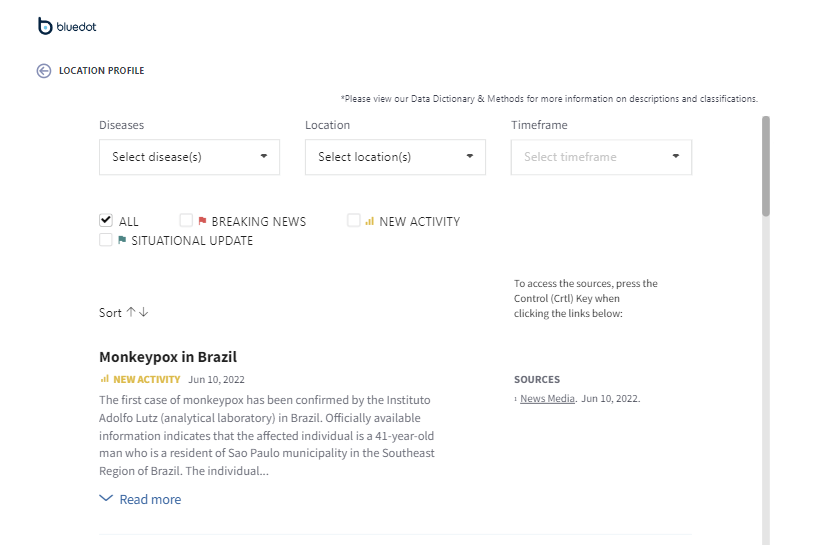 bluedot
LOCATION PROFILE
*Please view our Data Dictionary & Methods for more information on descriptions and classifications.
Diseases
Location
Timeframe
Select disease(s)
Select location(s)
Select timeframe
ALL
BREAKING NEWS
NEW ACTIVITY
SITUATIONAL UPDATE
To access the sources, press the
Control (Crtl) Key when
clicking the links below:
Sort ↑↓
Monkeypox in Brazil
NEW ACTIVITY Jun 10, 2022
The first case of monkeypox has been confirmed by the Instituto
Adolfo Lutz (analytical laboratory) in Brazil. Officially available
information indicates that the affected individual is a 41-year-old
man who is a resident of Sao Paulo municipality in the Southeast
Region of Brazil. The individual...
Read more
SOURCES
1 News Media. Jun 10, 2022.